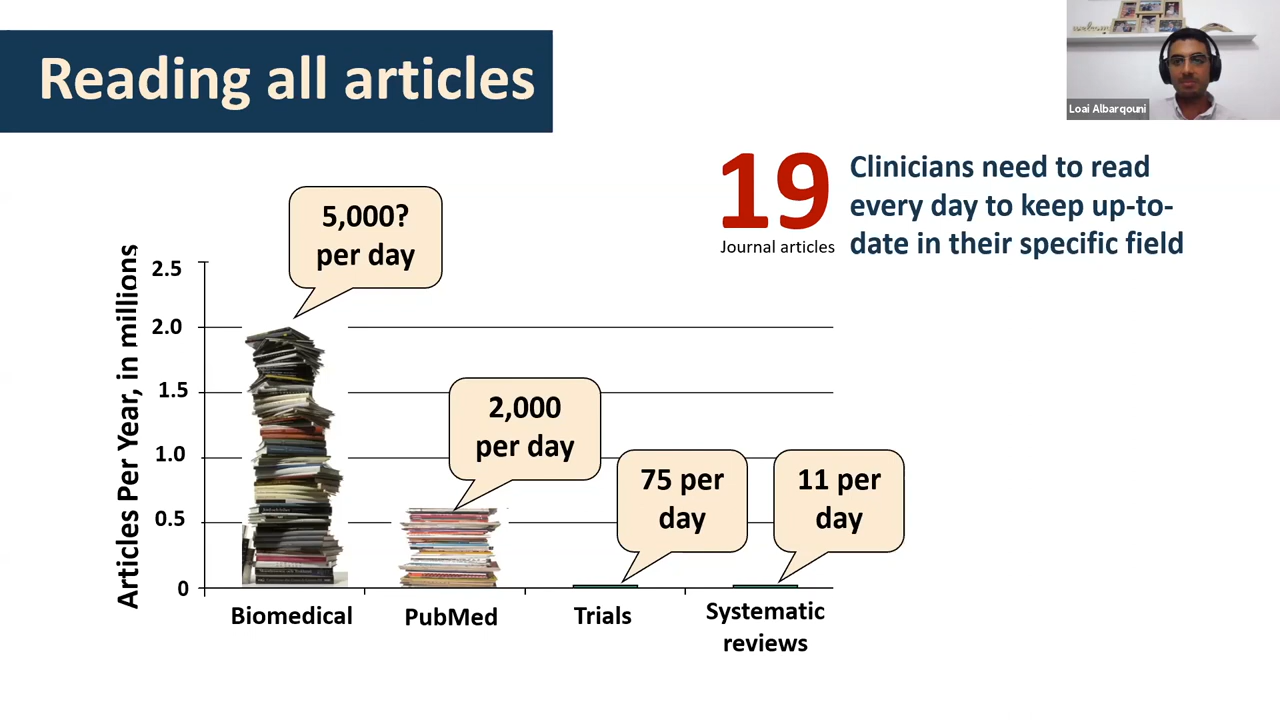 Reading all articles
Loai Albarqouni
19
Journal articles
Clinicians need to read
every day to keep up-to-
date in their specific field
5,000?
per day
2,000
per day
75 per
day
11 per
day
Articles Per Year, in millions
2.5
2.0
1.5
1.0
0.5
0
Biomedical
PubMed
Trials
Systematic
reviews